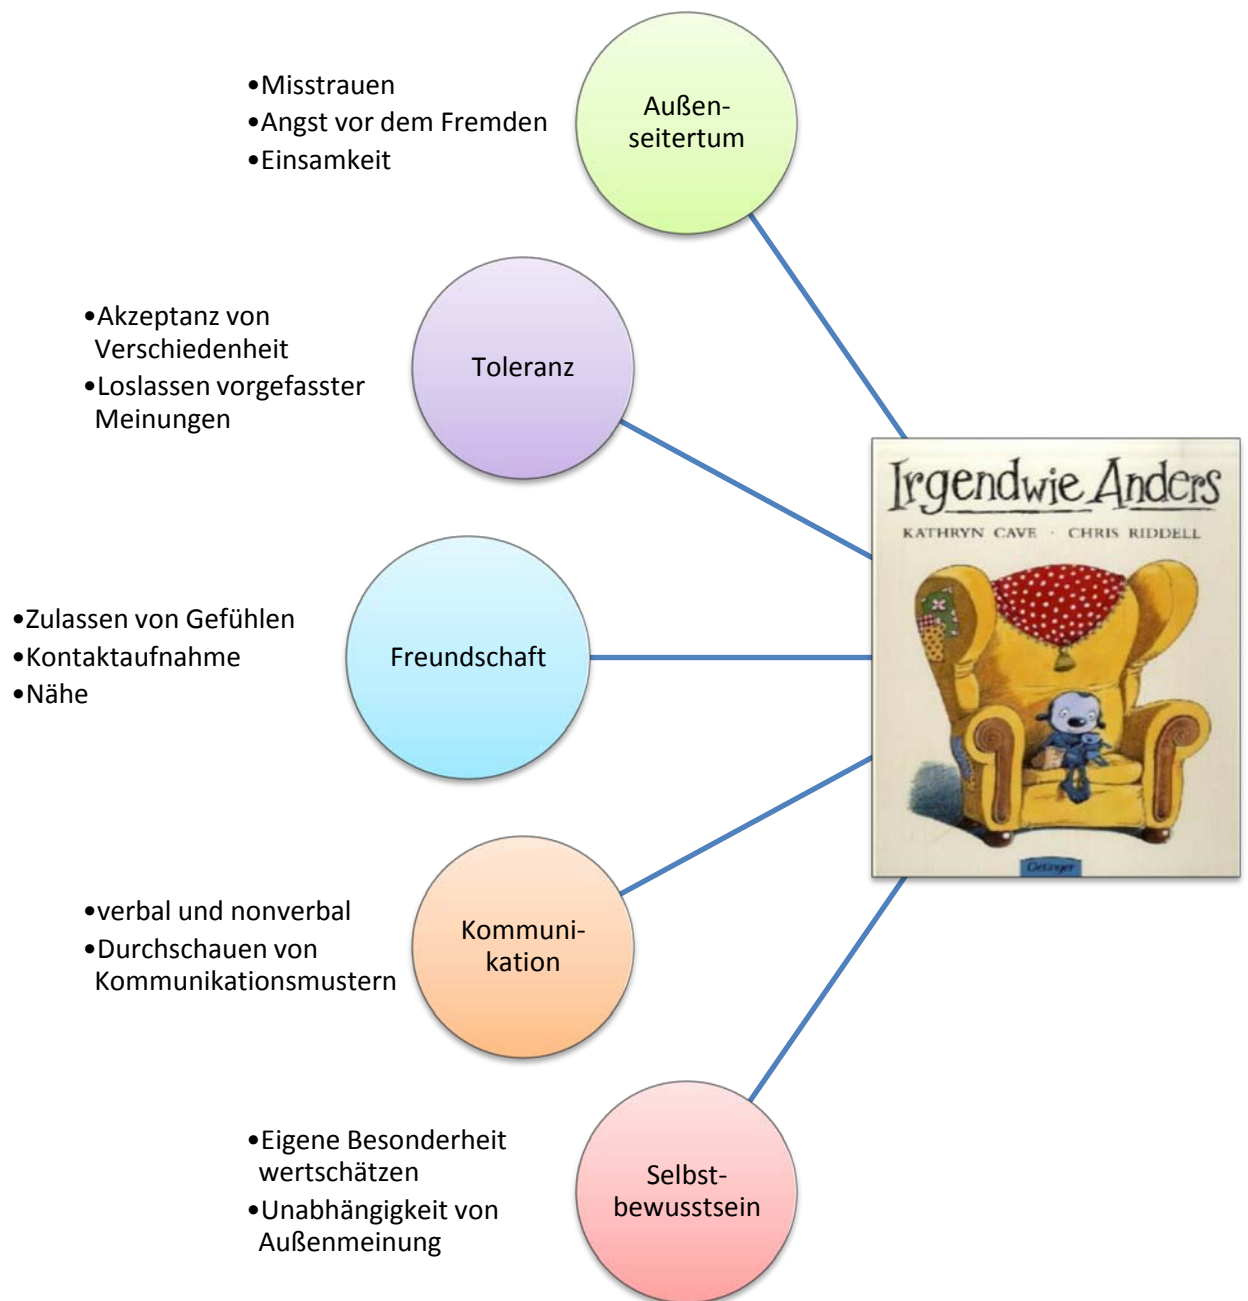 •Misstrauen
•Angst vor dem Fremden
•Einsamkeit
Außen-
seitertum
•Akzeptanz von
Verschiedenheit
•Loslassen vorgefasster
Meinungen
Toleranz
•Zulassen von Gefühlen
•Kontaktaufnahme
•Nähe
Freundschaft
Irgendwie Anders
KATHRYN CAVE · CHRIS RIDDELL
Oetinger
•verbal und nonverbal
•Durchschauen von
Kommunikationsmustern
Kommuni-
kation
•Eigene Besonderheit
wertschätzen
•Unabhängigkeit von
Außenmeinung
Selbst-
bewusstsein